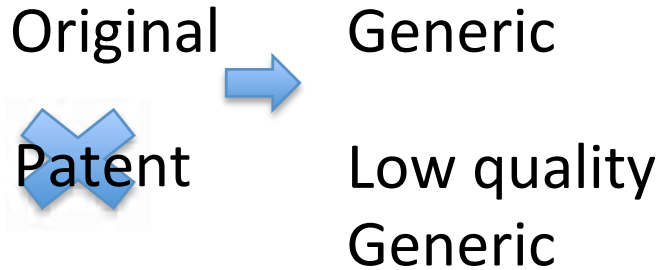 Original
Generic
Patent
Low quality
Generic